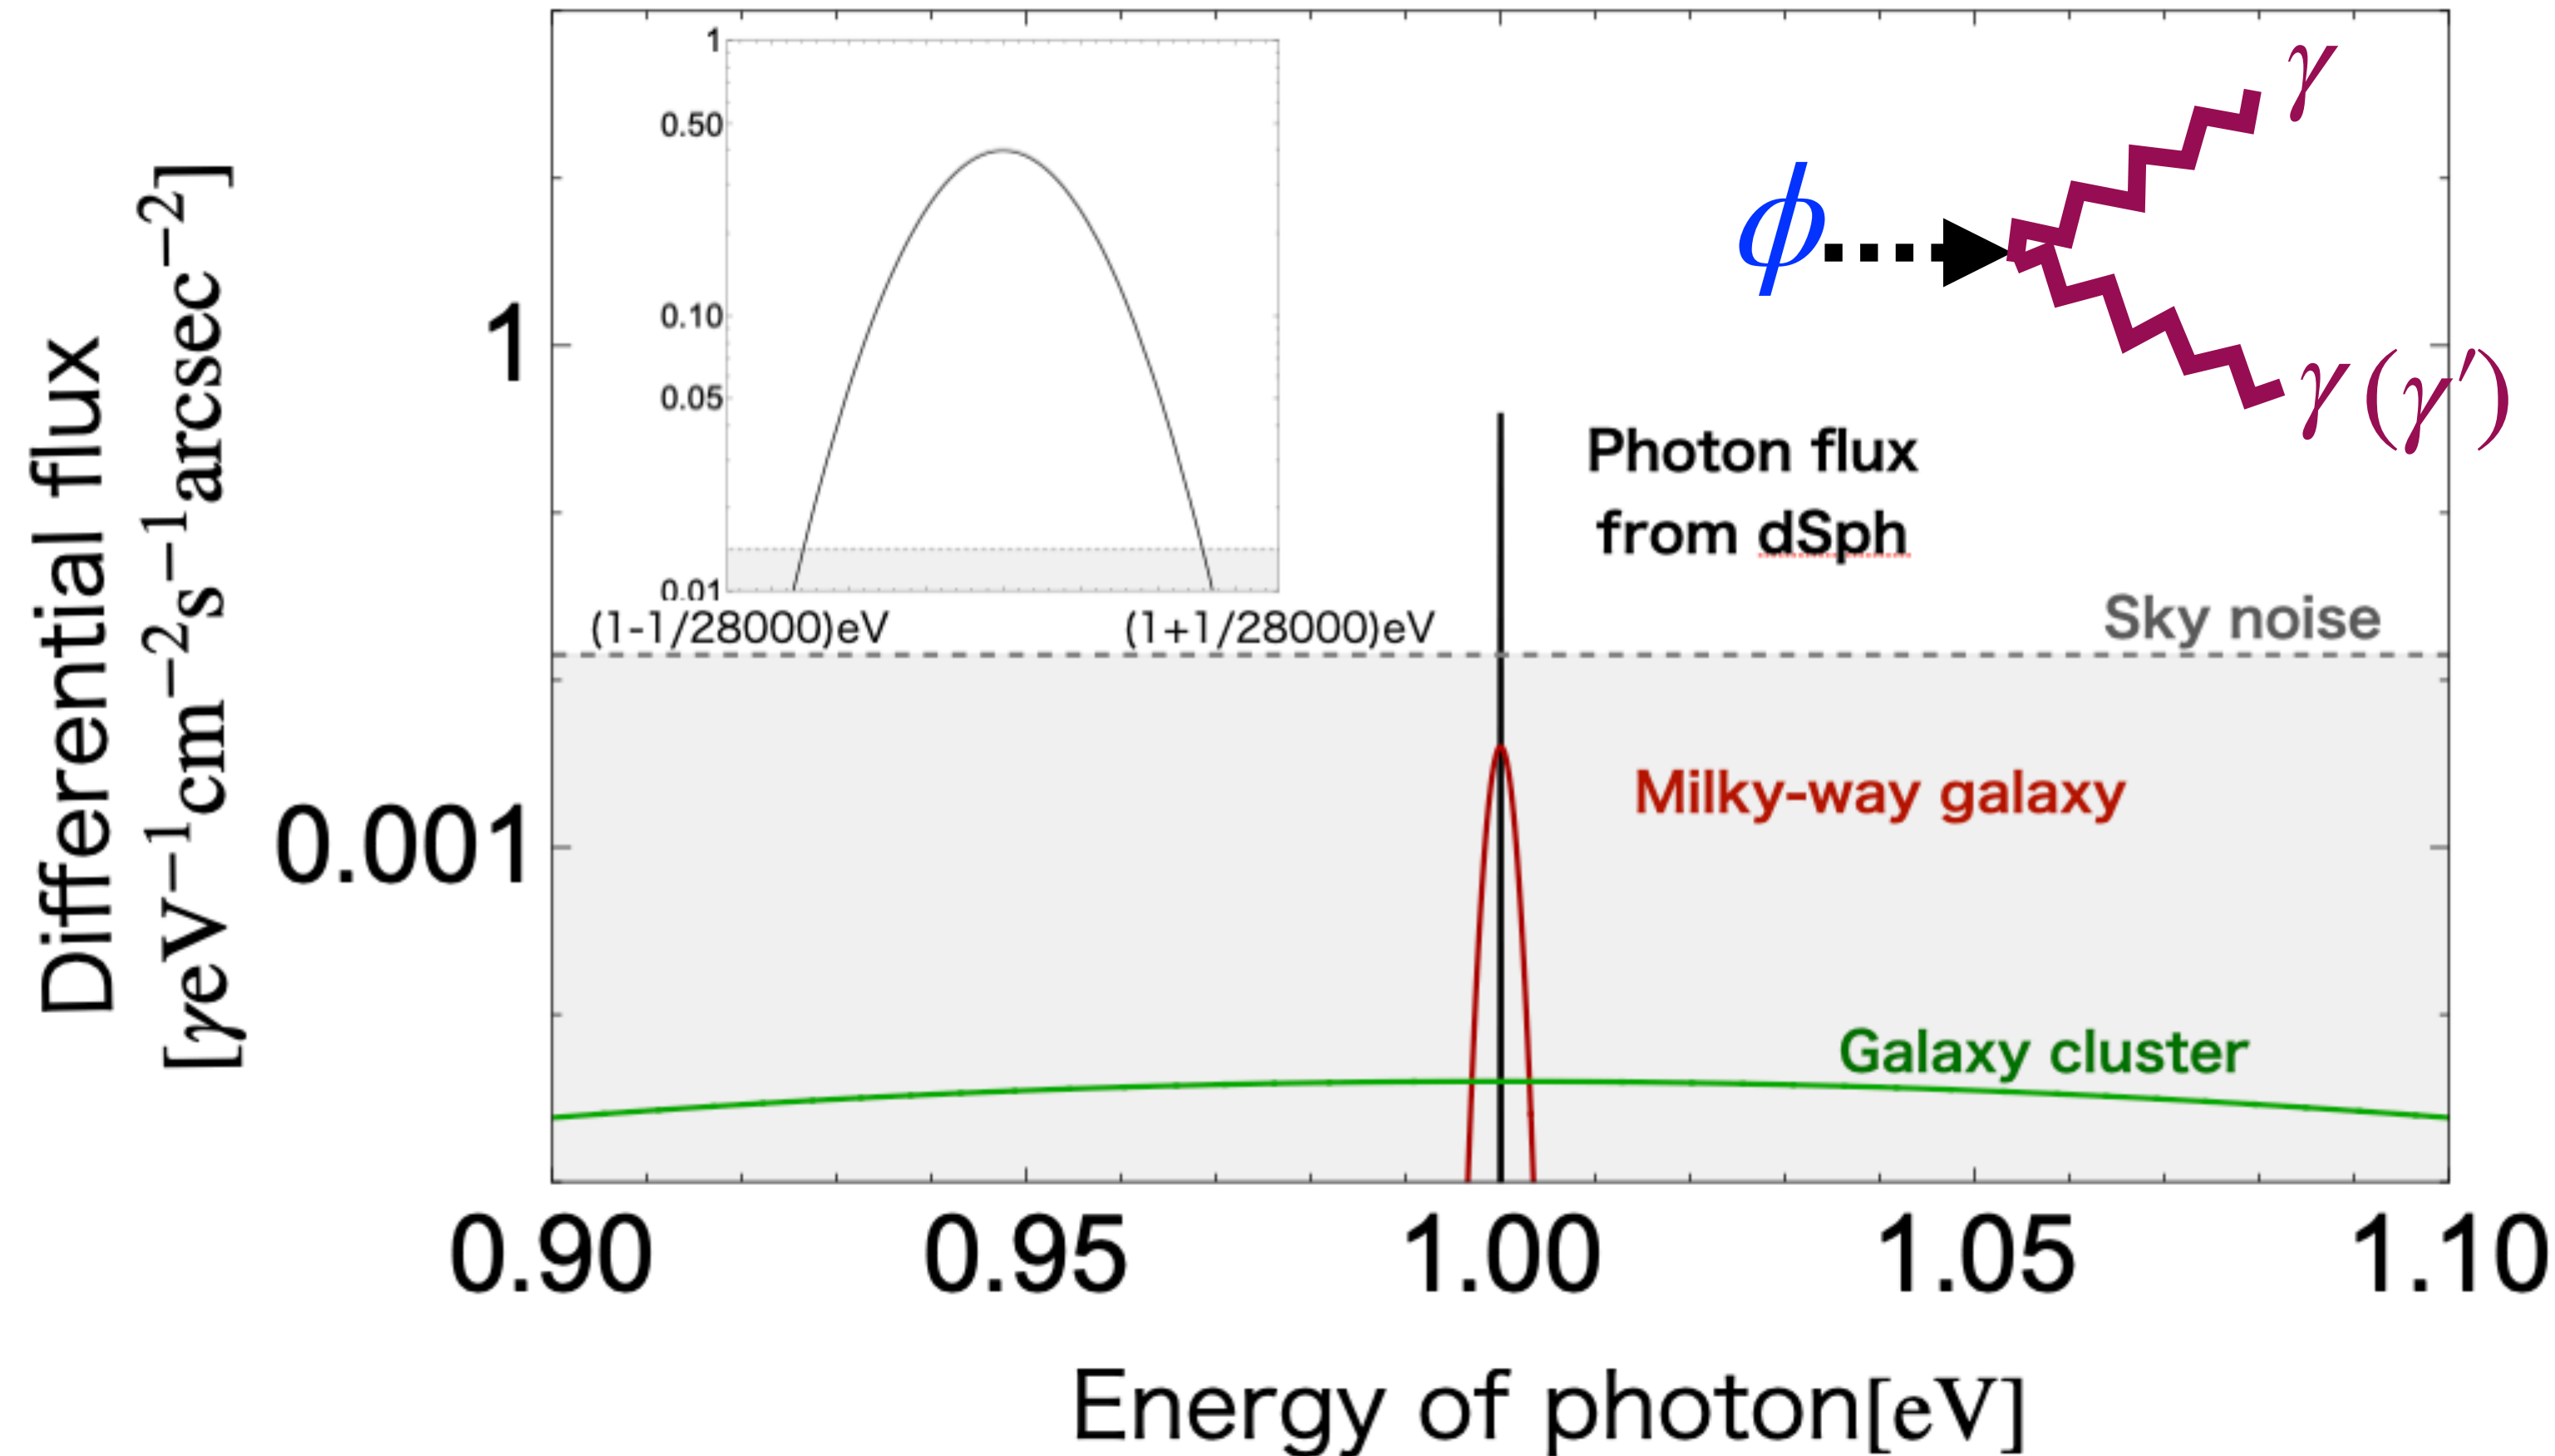 Differential flux
[γeV⁻¹cm⁻²s⁻¹arcsec⁻²]
1
0.001
1
0.50
0.10
0.05
0.01
(1-1/28000)eV
(1+1/28000)eV
ϕ
γ
γ(γ′)
Photon flux
from dSph
Sky noise
Milky-way galaxy
Galaxy cluster
0.90 0.95 1.00 1.05 1.10
Energy of photon[eV]